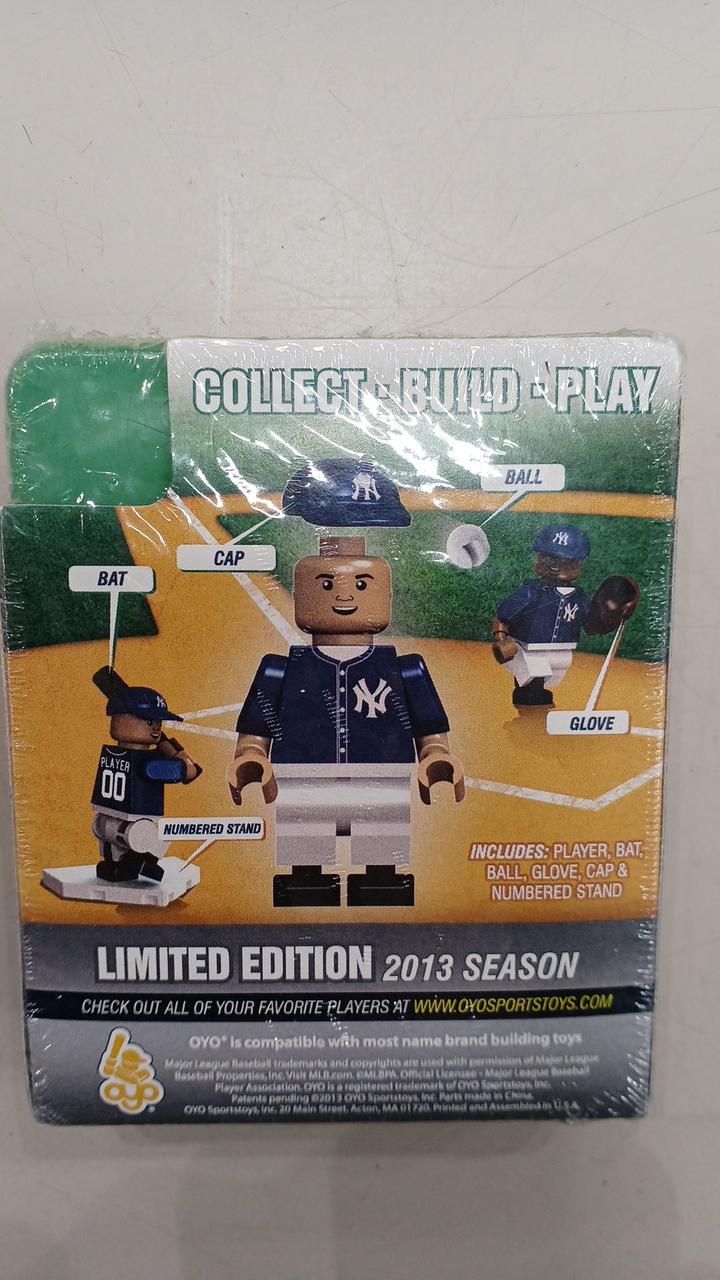 COLLECT - BUILD - PLAY
BALL
NY
CAP
BAT
NY
NY
NY
NY
GLOVE
PLAYER
00
NUMBERED STAND
INCLUDES: PLAYER, BAT,
BALL, GLOVE, CAP &
NUMBERED STAND
LIMITED EDITION 2013 SEASON
CHECK OUT ALL OF YOUR FAVORITE PLAYERS AT WWW.OYOSPORTSTOYS.COM
OYO® is compatible with most name brand building toys
Major League Baseball trademarks and copyrights are used with permission of Major League
Baseball Properties, Inc. Visit MLB.com. ©MLBPA. Official Licensee - Major League Baseball
Player Association. OYO is a registered trademark of OYO Sportstoys, Inc.
Patents pending ©2013 OYO Sportstoys, Inc. Parts made in China.
OYO Sportstoys, Inc. 20 Main Street, Acton, MA 01720. Printed and Assembled in U.S.A
oyo